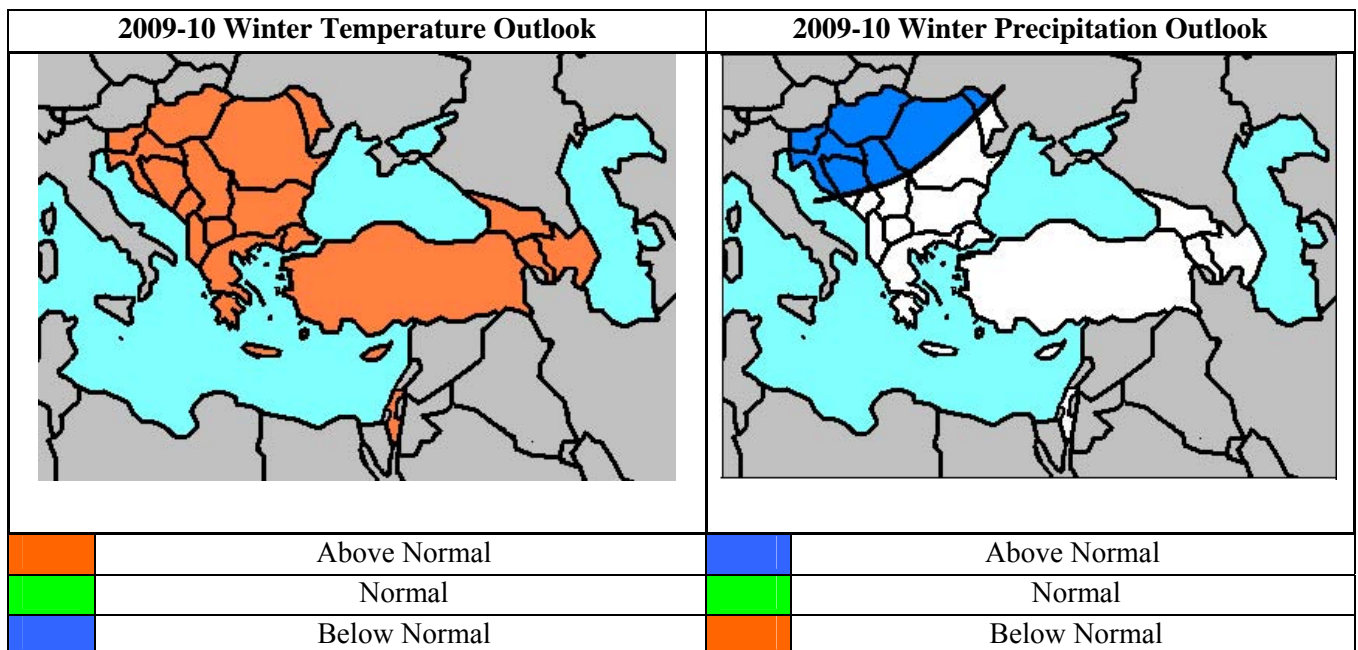 2009-10 Winter Temperature Outlook
2009-10 Winter Precipitation Outlook
Above Normal
Above Normal
Normal
Normal
Below Normal
Below Normal